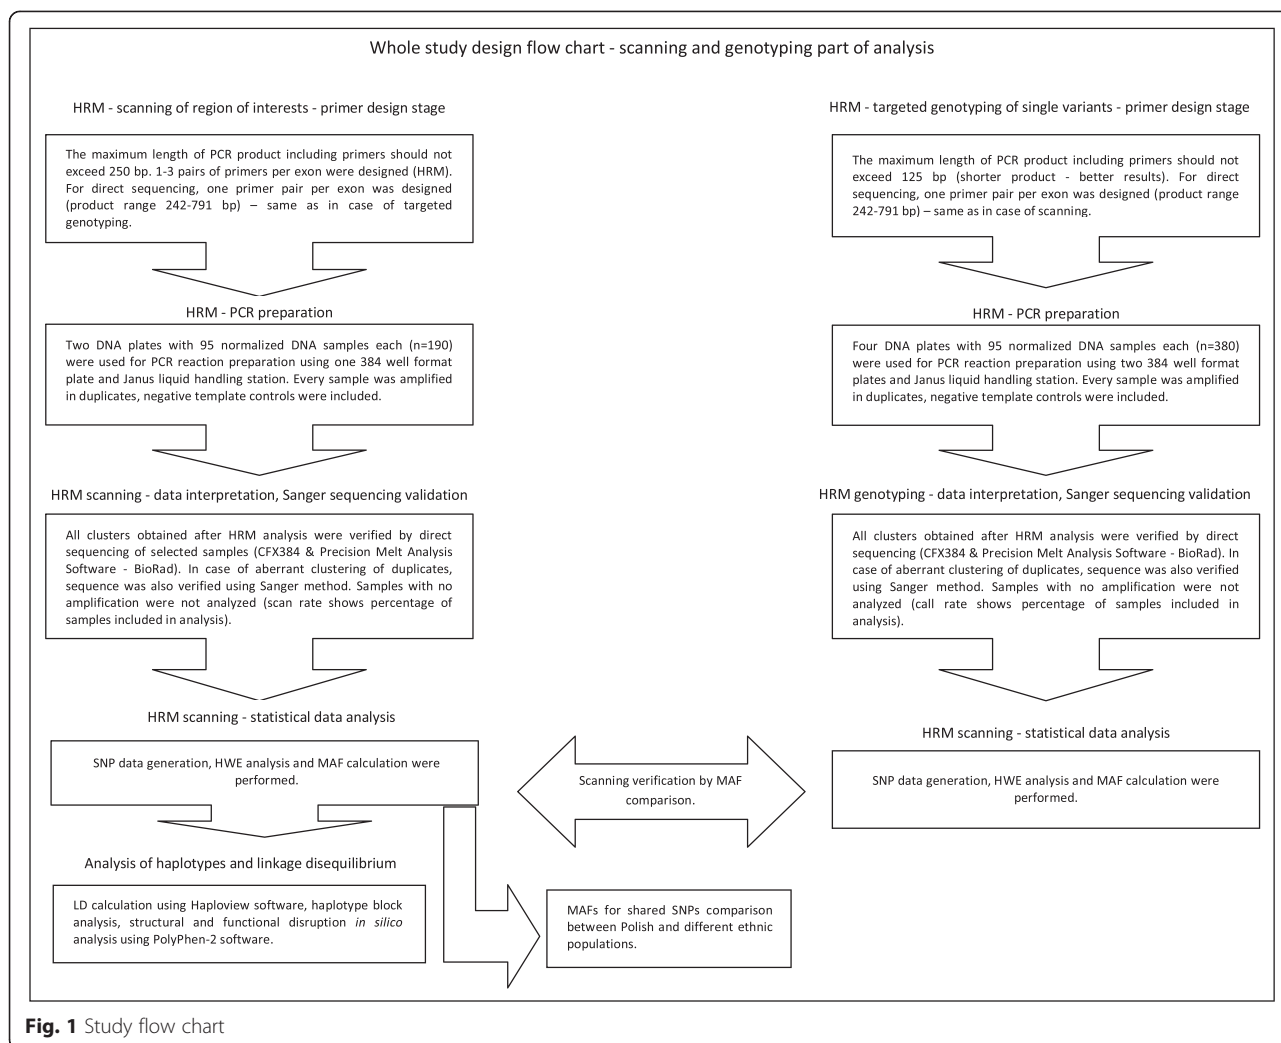 Whole study design flow chart - scanning and genotyping part of analysis
HRM - scanning of region of interests - primer design stage
The maximum length of PCR product including primers should not
exceed 250 bp. 1-3 pairs of primers per exon were designed (HRM).
For direct sequencing, one primer pair per exon was designed
(product range 242-791 bp) – same as in case of targeted
genotyping.
HRM - PCR preparation
Two DNA plates with 95 normalized DNA samples each (n=190)
were used for PCR reaction preparation using one 384 well format
plate and Janus liquid handling station. Every sample was amplified
in duplicates, negative template controls were included.
HRM scanning - data interpretation, Sanger sequencing validation
All clusters obtained after HRM analysis were verified by direct
sequencing of selected samples (CFX384 & Precision Melt Analysis
Software - BioRad). In case of aberrant clustering of duplicates,
sequence was also verified using Sanger method. Samples with no
amplification were not analyzed (scan rate shows percentage of
samples included in analysis).
HRM scanning - statistical data analysis
SNP data generation, HWE analysis and MAF calculation were
performed.
Analysis of haplotypes and linkage disequilibrium
LD calculation using Haploview software, haplotype block
analysis, structural and functional disruption in silico
analysis using PolyPhen-2 software.
Scanning verification by MAF
comparison.
MAFs for shared SNPs comparison
between Polish and different ethnic
populations.
HRM - targeted genotyping of single variants - primer design stage
The maximum length of PCR product including primers should not
exceed 125 bp (shorter product - better results). For direct
sequencing, one primer pair per exon was designed (product range
242-791 bp) – same as in case of scanning.
HRM - PCR preparation
Four DNA plates with 95 normalized DNA samples each (n=380)
were used for PCR reaction preparation using two 384 well format
plates and Janus liquid handling station. Every sample was amplified
in duplicates, negative template controls were included.
HRM genotyping - data interpretation, Sanger sequencing validation
All clusters obtained after HRM analysis were verified by direct
sequencing (CFX384 & Precision Melt Analysis Software - BioRad). In
case of aberrant clustering of duplicates, sequence was also verified
using Sanger method. Samples with no amplification were not
analyzed (call rate shows percentage of samples included in
analysis).
HRM scanning - statistical data analysis
SNP data generation, HWE analysis and MAF calculation were
performed.
Fig. 1 Study flow chart